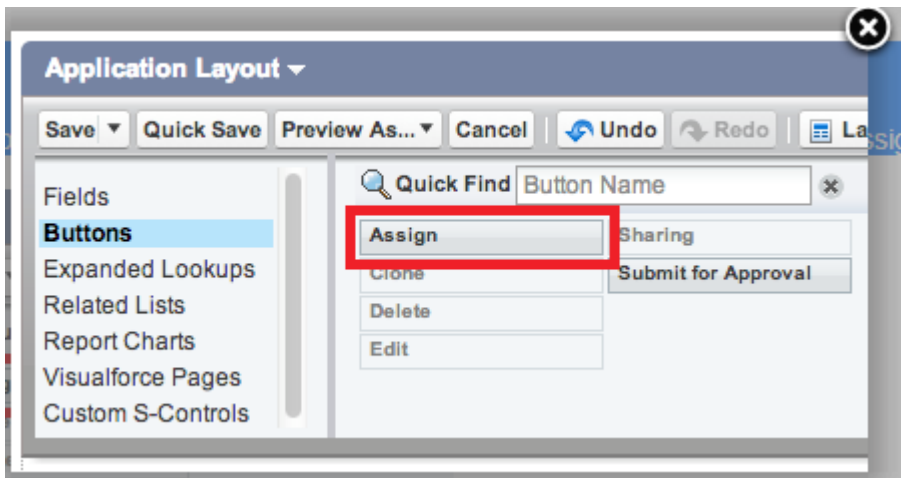 Application Layout
Save Quick Save Preview As... Cancel Undo Redo La
Quick Find Button Name
Fields
Buttons
Expanded Lookups
Related Lists
Report Charts
Visualforce Pages
Custom S-Controls
Assign Sharing
Clone Submit for Approval
Delete
Edit